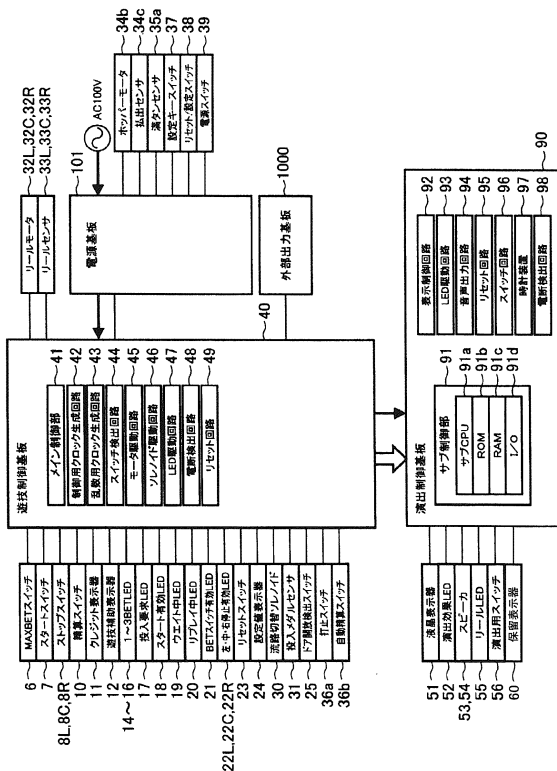 6 MAXBETスイッチ
7 スタートスイッチ
8L,8C,8R ストップスイッチ
10 精算スイッチ
11 クレジット表示器
12 遊技補助表示器
14～16 1～3BETLED
17 投入要求LED
18 スタート有効LED
19 ウエイト中LED
20 リプレイ中LED
21 BETスイッチ有効LED
22L,22C,22R 左・中・右停止有効LED
23 リセットスイッチ
24 設定値表示器
30 流路切替ソレノイド
31 投入メダルセンサ
25 ドア開放検出スイッチ
36a 打止スイッチ
36b 自動精算スイッチ
遊技制御基板
40
メイン制御部 41
制御用クロック生成回路 42
乱数用クロック生成回路 43
スイッチ検出回路 44
モータ駆動回路 45
ソレノイド駆動回路 46
LED駆動回路 47
電断検出回路 48
リセット回路 49
リールモータ 32L,32C,32R
リールセンサ 33L,33C,33R
電源基板
101
AC100V
ホッパーモータ 34b
払出センサ 34c
満タンセンサ 35a
設定キースイッチ 37
リセット/設定スイッチ 38
電源スイッチ 39
外部出力基板
1000
51 液晶表示器
52 演出効果LED
53,54 スピーカ
55 リールLED
56 演出用スイッチ
60 保留表示器
演出制御基板
90
サブ制御部
91
サブCPU 91a
ROM 91b
RAM 91c
I/O 91d
表示制御回路 92
LED駆動回路 93
音声出力回路 94
リセット回路 95
スイッチ回路 96
時計装置 97
電断検出回路 98